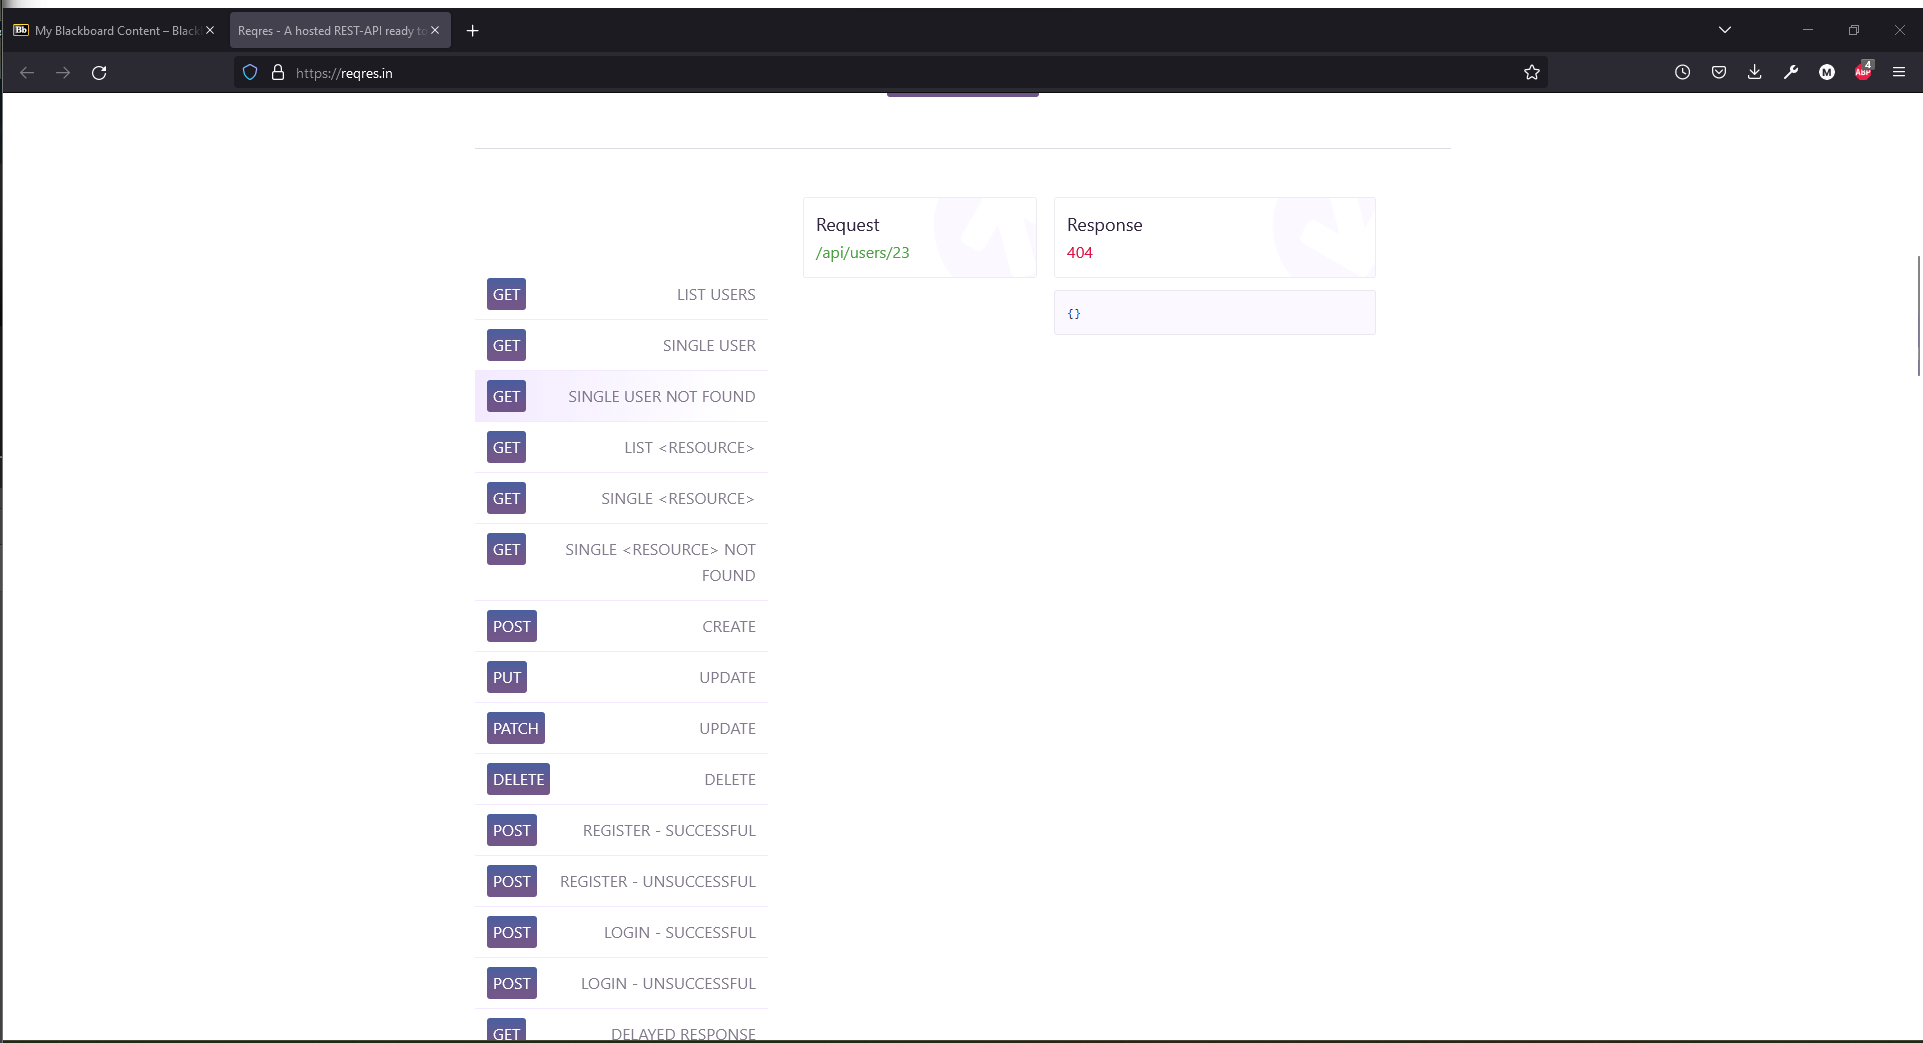 My Blackboard Content – Black
Reqres - A hosted REST-API ready to
https://reqres.in
M
ABP
4
Request
/api/users/23
Response
404
{}
GET LIST USERS
GET SINGLE USER
GET SINGLE USER NOT FOUND
GET LIST <RESOURCE>
GET SINGLE <RESOURCE>
GET SINGLE <RESOURCE> NOT
FOUND
POST CREATE
PUT UPDATE
PATCH UPDATE
DELETE DELETE
POST REGISTER - SUCCESSFUL
POST REGISTER - UNSUCCESSFUL
POST LOGIN - SUCCESSFUL
POST LOGIN - UNSUCCESSFUL
GET DELAYED RESPONSE